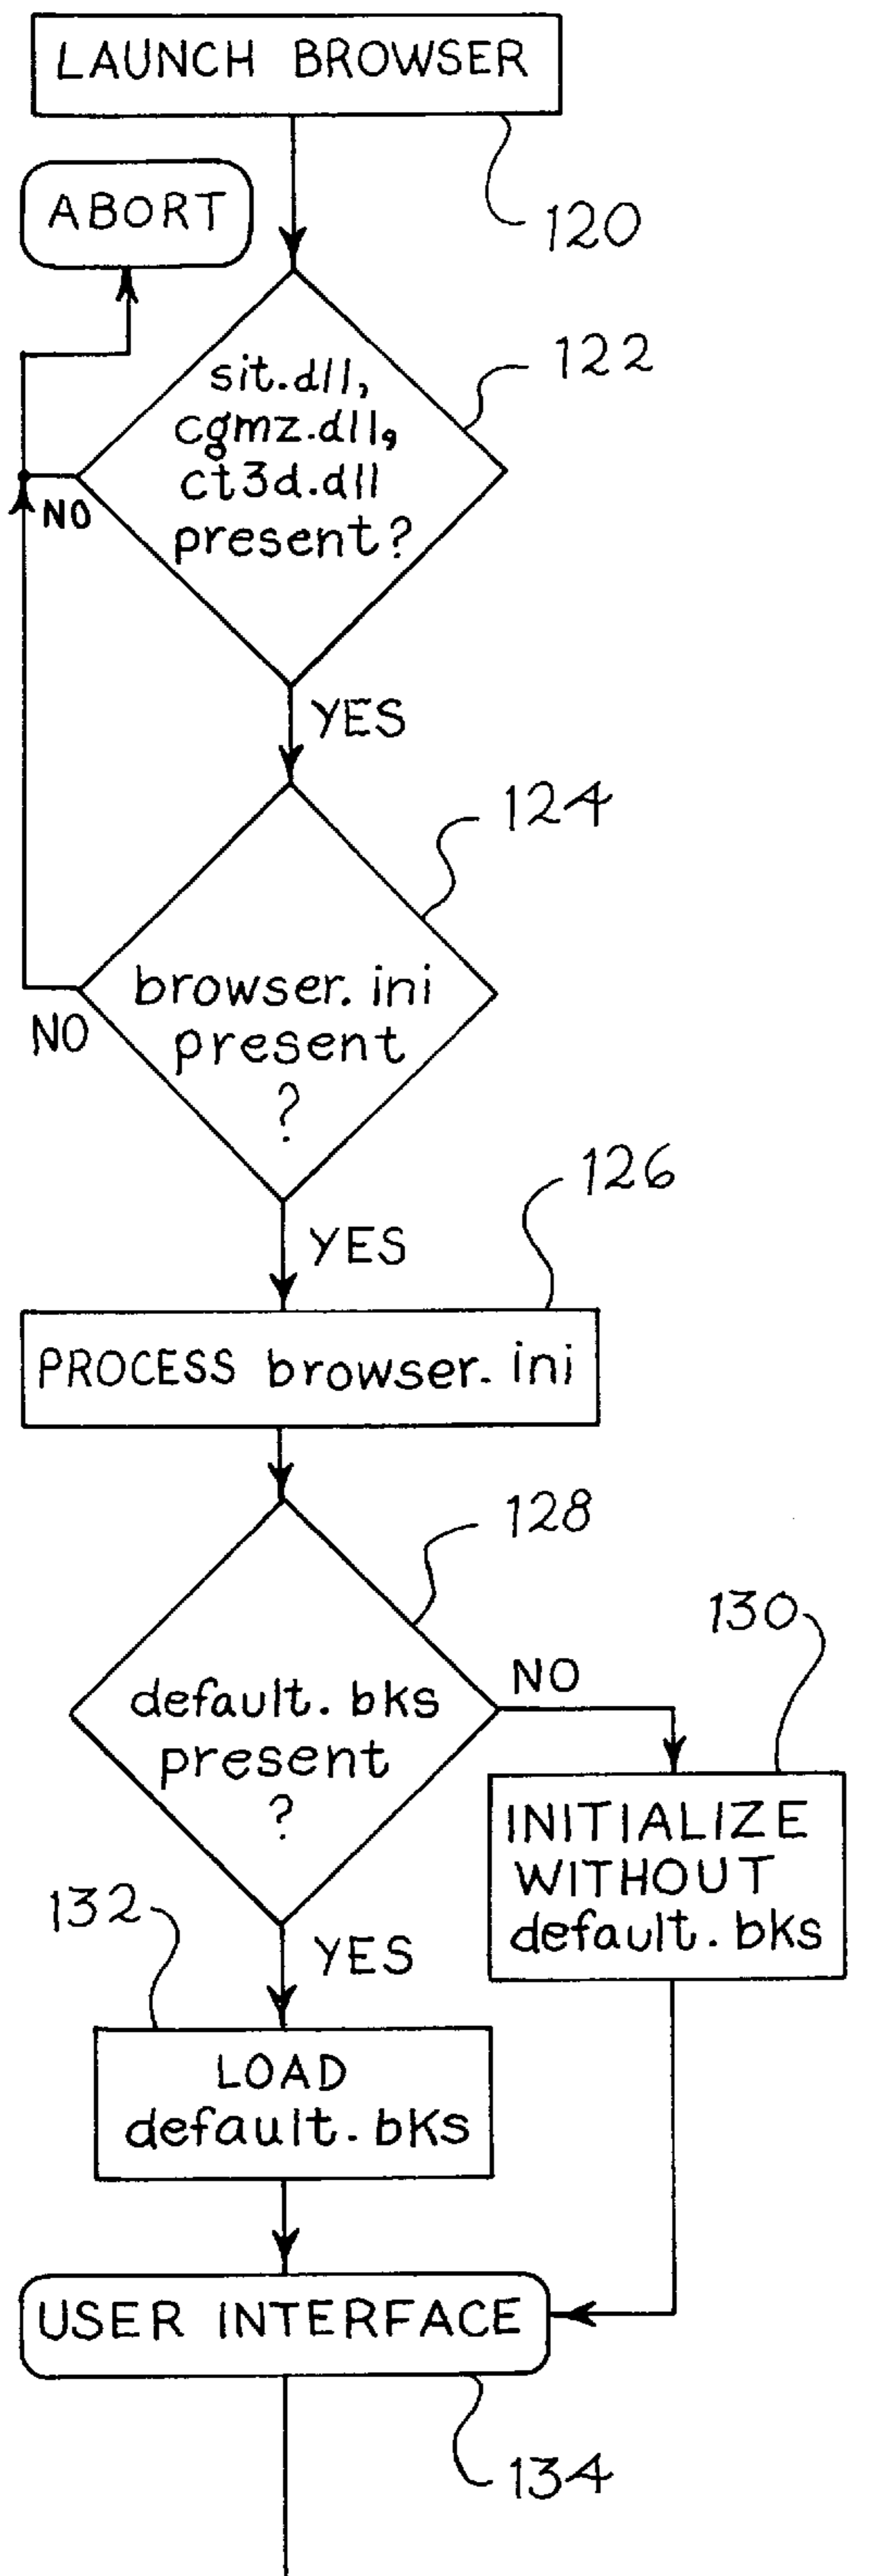 LAUNCH BROWSER
120
ABORT
122
sit.dll,
cgmz.dll,
ct3d.dll
present?
NO
YES
124
browser.ini
present
?
NO
YES
126
PROCESS browser.ini
128
default.bks
present
?
NO
130
INITIALIZE
WITHOUT
default.bks
132
YES
LOAD
default.bks
USER INTERFACE
134